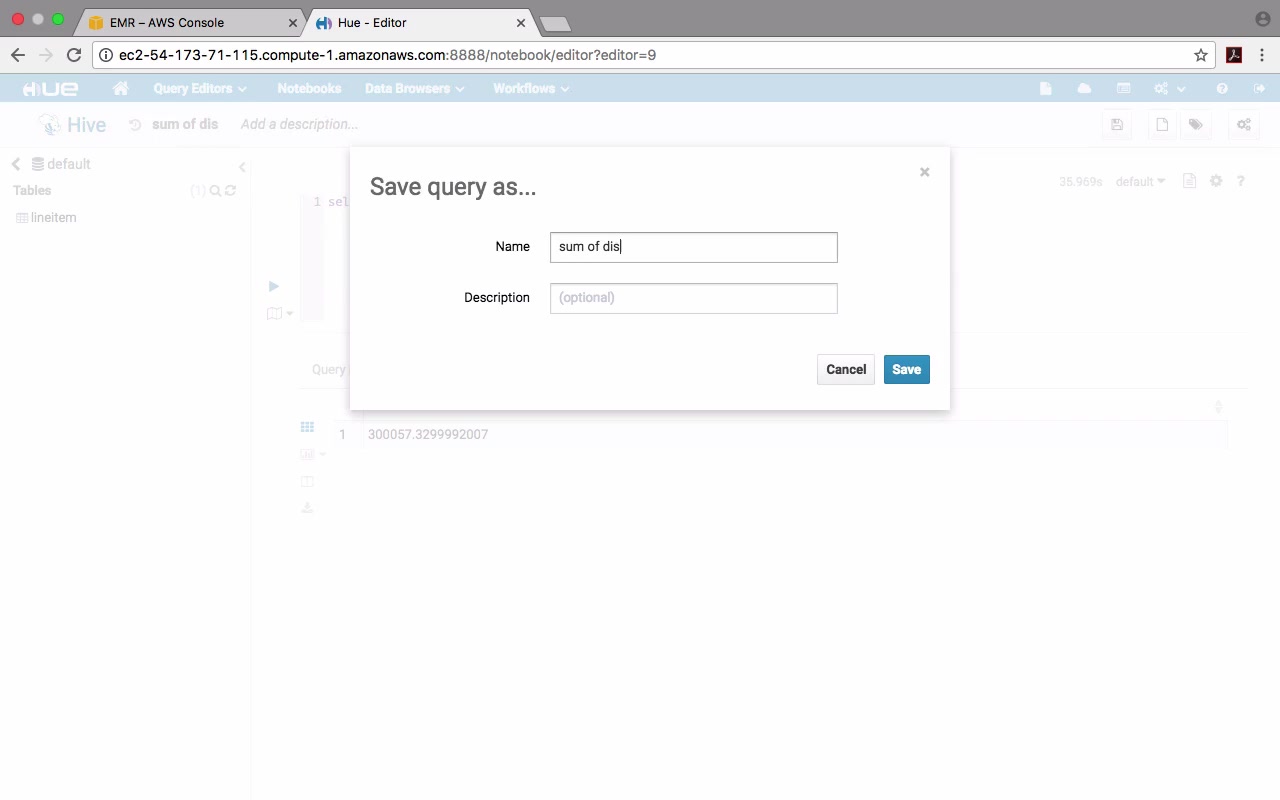 EMR – AWS Console
Hue - Editor
ec2-54-173-71-115.compute-1.amazonaws.com:8888/notebook/editor?editor=9
HUE
Query Editors
Notebooks
Data Browsers
Workflows
Hive
sum of dis
Add a description...
default
Tables
(1)
lineitem
35.969s
default
?
1 sel
Save query as...
×
Name
sum of dis
Description
(optional)
Cancel
Save
Query
1
300057.3299992007